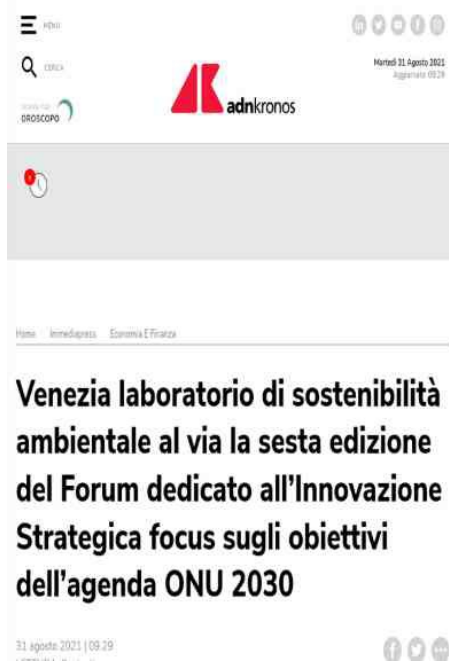 MENU
CERCA
OROSCOPO
adnkronos
Martedì 31 Agosto 2021
Aggiornato: 09:29
Home Immediapress Economia E Finanza
Venezia laboratorio di sostenibilità
ambientale al via la sesta edizione
del Forum dedicato all'Innovazione
Strategica focus sugli obiettivi
dell'agenda ONU 2030
31 agosto 2021 | 09.29